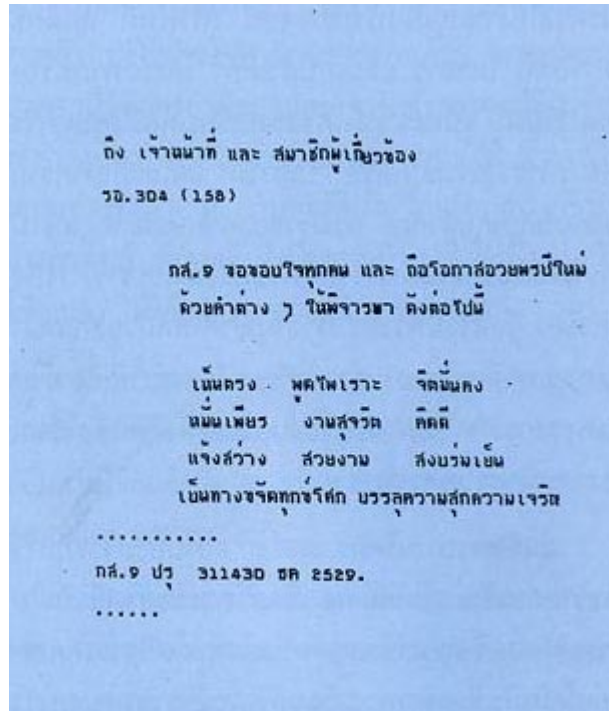 ถึง เจ้าหน้าที่ และ สมาชิกผู้เกี่ยวข้อง
รอ.304 (158)
กส.9 ขอขอบใจทุกคน และ ถือโอกาสอวยพรปีใหม่
ด้วยคำต่าง ๆ ให้พิจารณา ดังต่อไปนี้
เห็นตรง พูดไพเราะ จิตมั่นคง
หมั่นเพียร งานสุจริต คิดดี
แจ้งสว่าง สวยงาม สงบร่มเย็น
เป็นทางขจัดทุกข์โศก บรรลุความสุขความเจริญ
...........
กส.9 ปรุ 311430 ธค 2529.
......